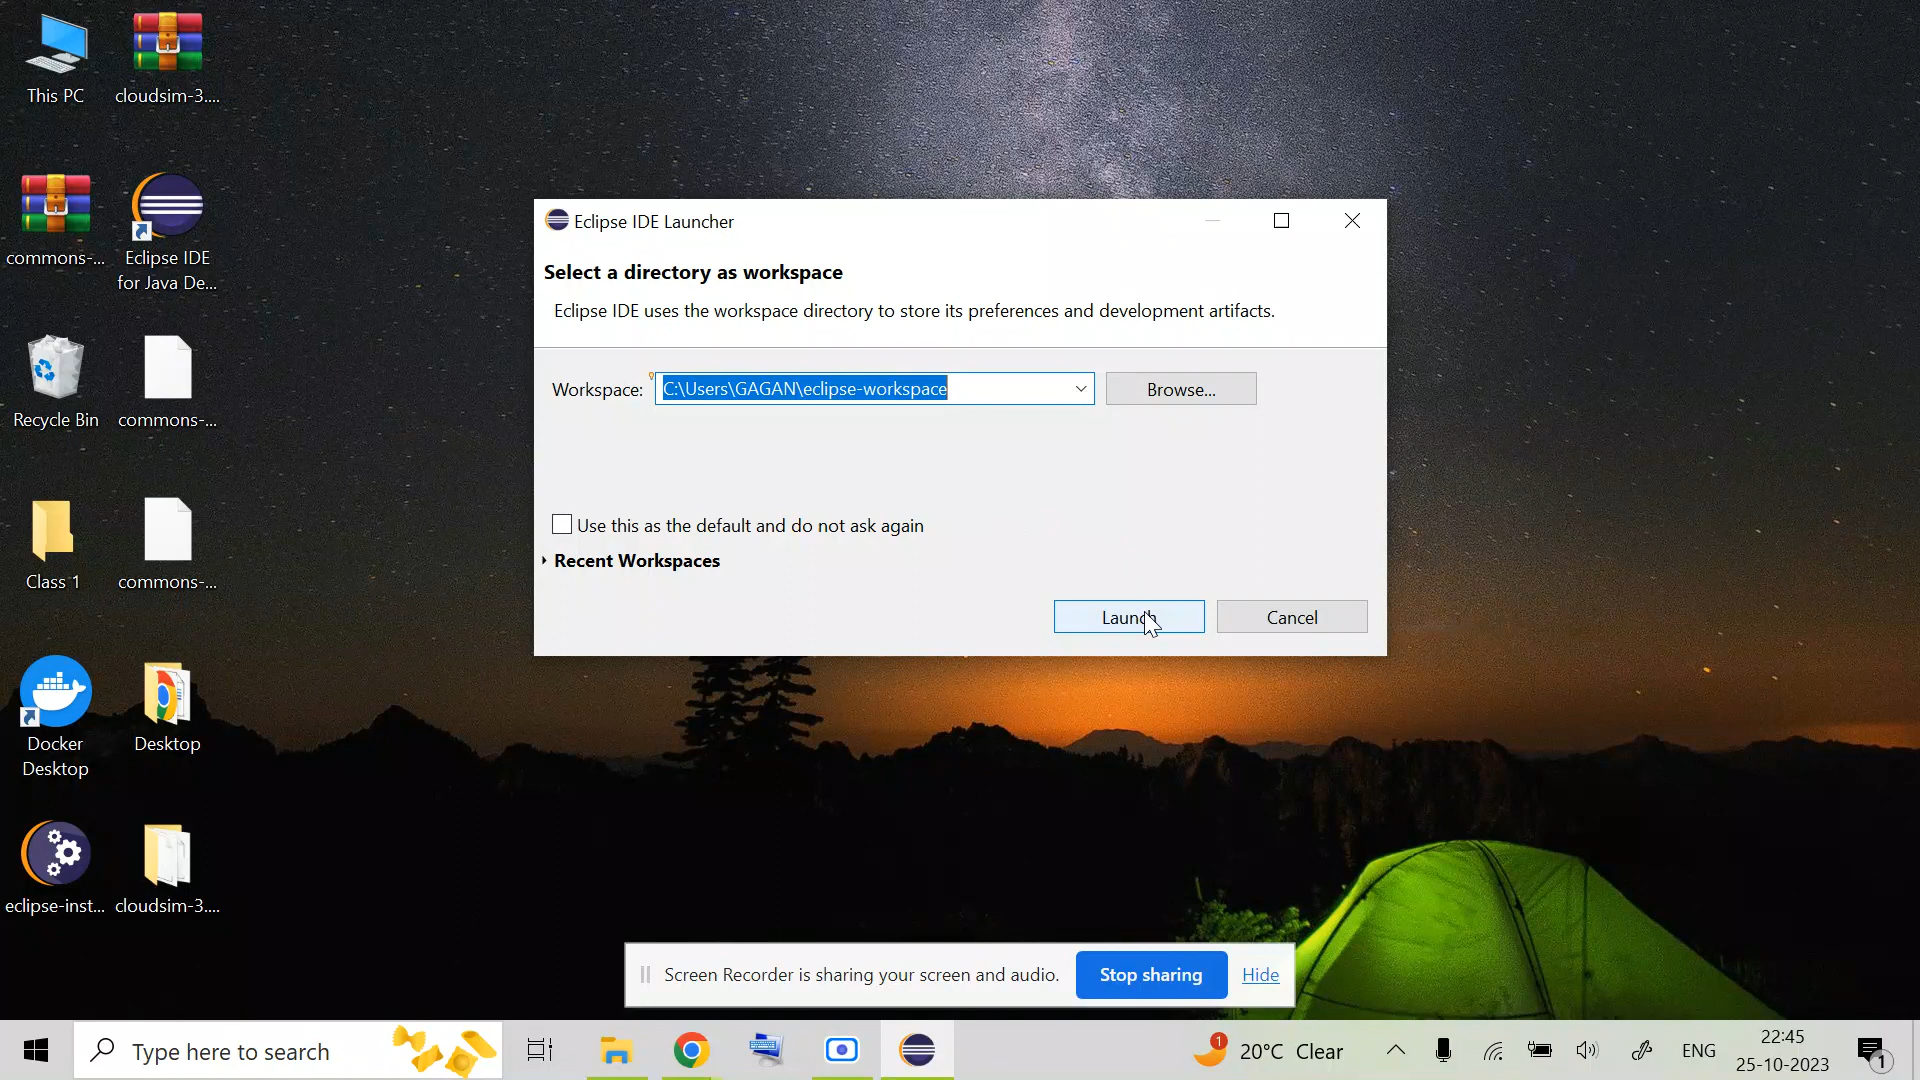 This PC
cloudsim-3....
commons-...
Eclipse IDE
for Java De...
Recycle Bin
commons-...
Class 1
commons-...
Docker
Desktop
Desktop
eclipse-inst...
cloudsim-3....
Eclipse IDE Launcher
Select a directory as workspace
Eclipse IDE uses the workspace directory to store its preferences and development artifacts.
Workspace:
C:\Users\GAGAN\eclipse-workspace
Browse...
Use this as the default and do not ask again
Recent Workspaces
Launch
Cancel
Screen Recorder is sharing your screen and audio.
Stop sharing
Hide
Type here to search
1
20°C Clear
ENG
22:45
25-10-2023
1